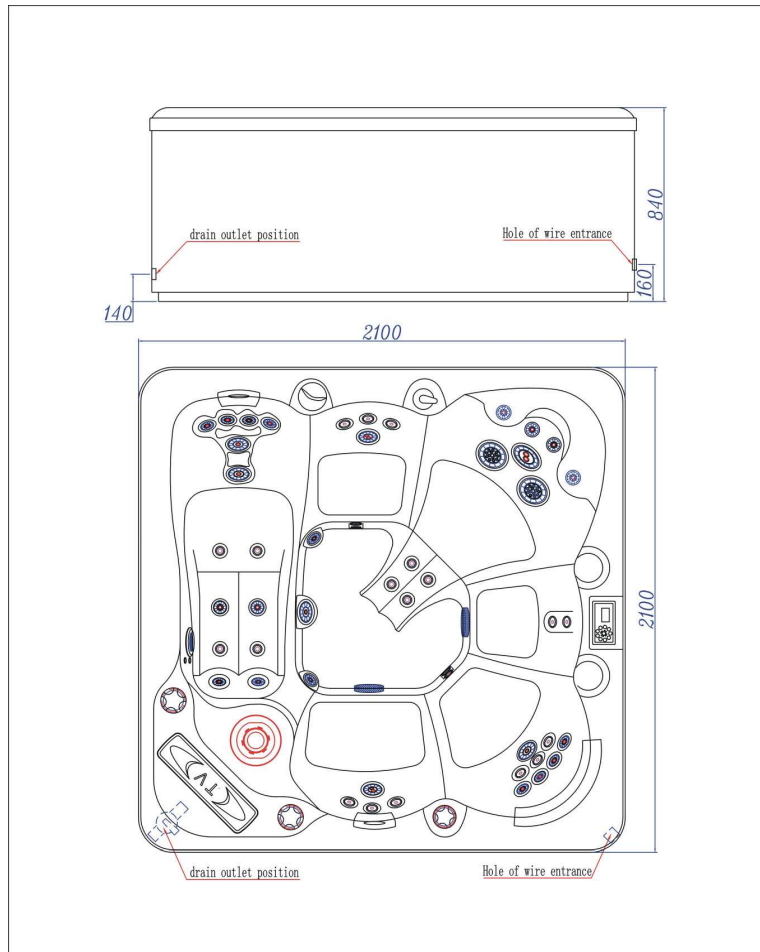 840
drain outlet position
Hole of wire entrance
160
140
2100
2100
TV
drain outlet position
Hole of wire entrance